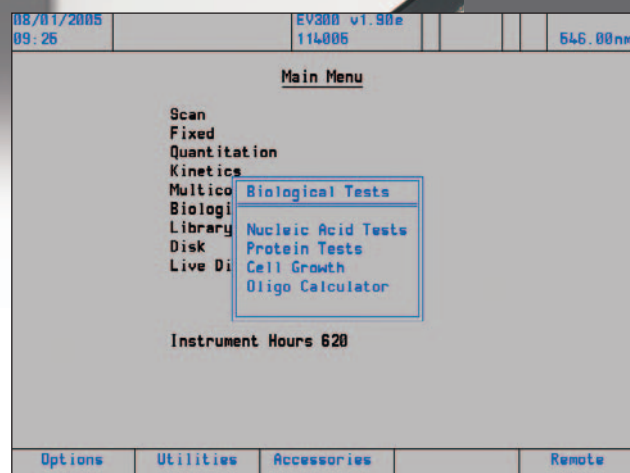 08/01/2005 EV300 v1.90e
09:26 114005 546.00nm
Main Menu
Scan
Fixed
Quantitation
Kinetics
Multico Biological Tests
Biologi
Library Nucleic Acid Tests
Disk Protein Tests
Live Di Cell Growth
Oligo Calculator
Instrument Hours 620
Options Utilities Accessories Remote